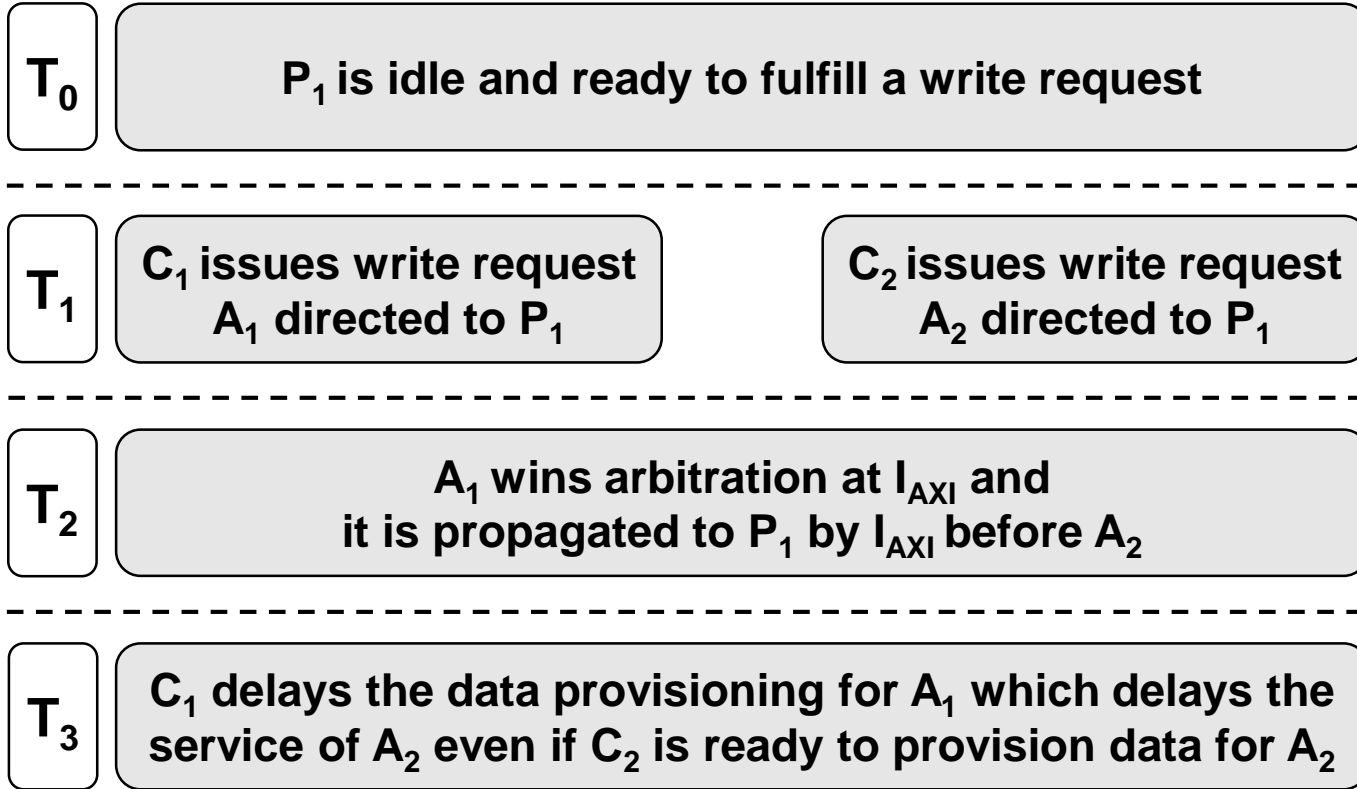 T₀
P₁ is idle and ready to fulfill a write request
T₁
C₁ issues write request
A₁ directed to P₁
C₂ issues write request
A₂ directed to P₁
T₂
A₁ wins arbitration at I_AXI and
it is propagated to P₁ by I_AXI before A₂
T₃
C₁ delays the data provisioning for A₁ which delays the
service of A₂ even if C₂ is ready to provision data for A₂